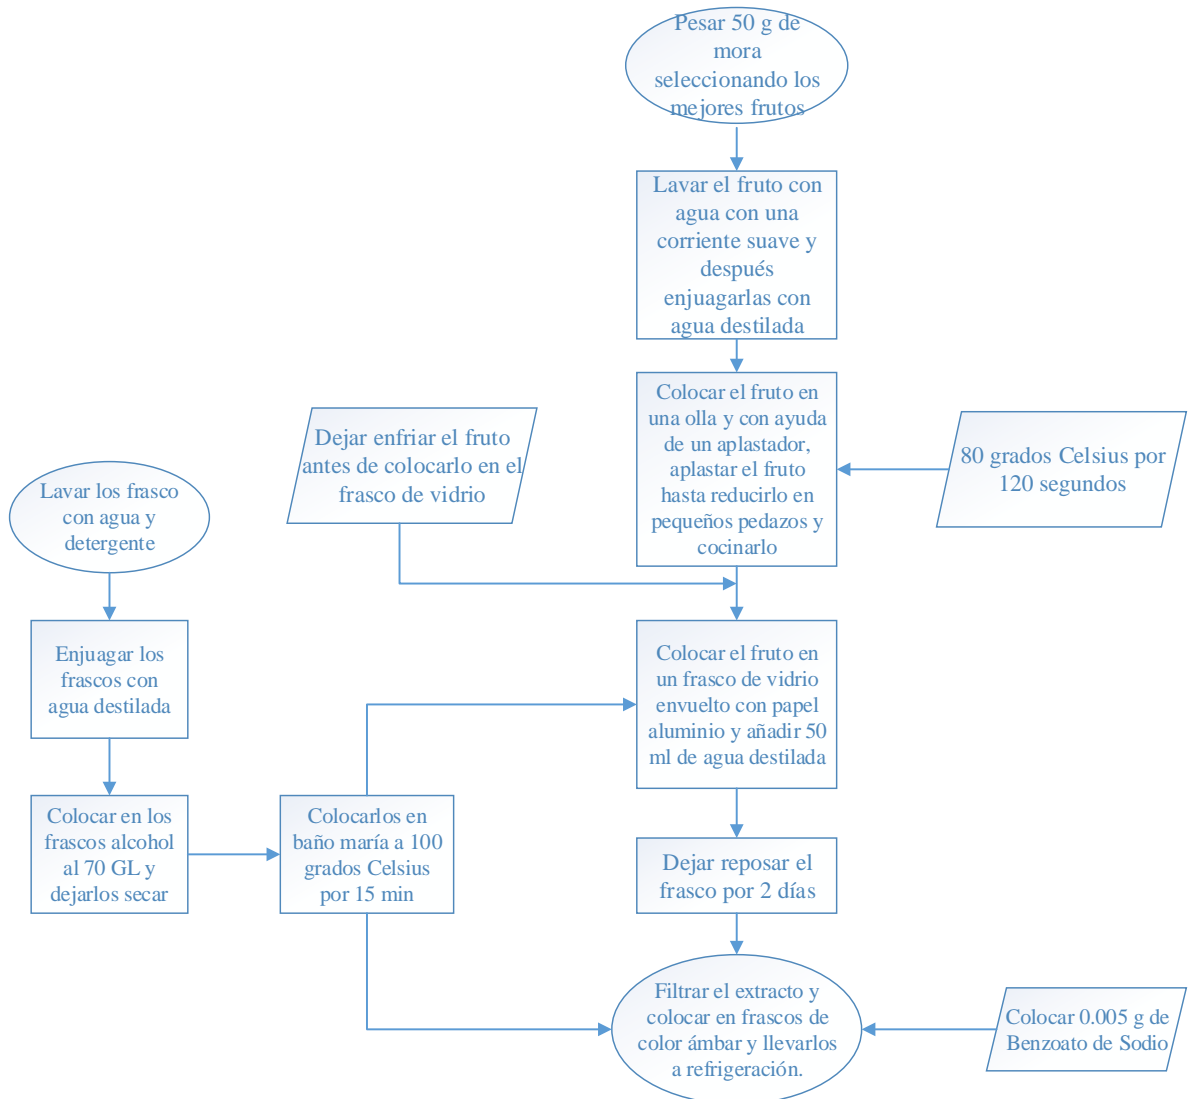 Pesar 50 g de
mora
seleccionando los
mejores frutos
Lavar el fruto con
agua con una
corriente suave y
después
enjuagarlas con
agua destilada
Colocar el fruto en
una olla y con ayuda
de un aplastador,
aplastar el fruto
hasta reducirlo en
pequeños pedazos y
cocinarlo
80 grados Celsius por
120 segundos
Dejar enfriar el fruto
antes de colocarlo en el
frasco de vidrio
Lavar los frasco
con agua y
detergente
Enjuagar los
frascos con
agua destilada
Colocar en los
frascos alcohol
al 70 GL y
dejarlos secar
Colocarlos en
baño maría a 100
grados Celsius
por 15 min
Colocar el fruto en
un frasco de vidrio
envuelto con papel
aluminio y añadir 50
ml de agua destilada
Dejar reposar el
frasco por 2 días
Filtrar el extracto y
colocar en frascos de
color ámbar y llevarlos
a refrigeración.
Colocar 0.005 g de
Benzoato de Sodio